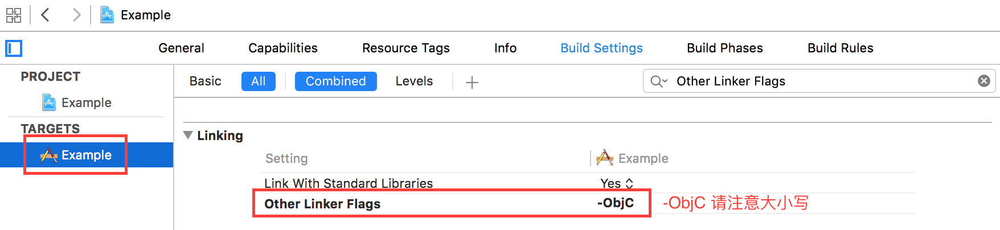 Example
General Capabilities Resource Tags Info Build Settings Build Phases Build Rules
PROJECT
Example
TARGETS
Example
Basic All Combined Levels Other Linker Flags
Linking
Setting Example
Link With Standard Libraries Yes
Other Linker Flags -ObjC -ObjC 请注意大小写